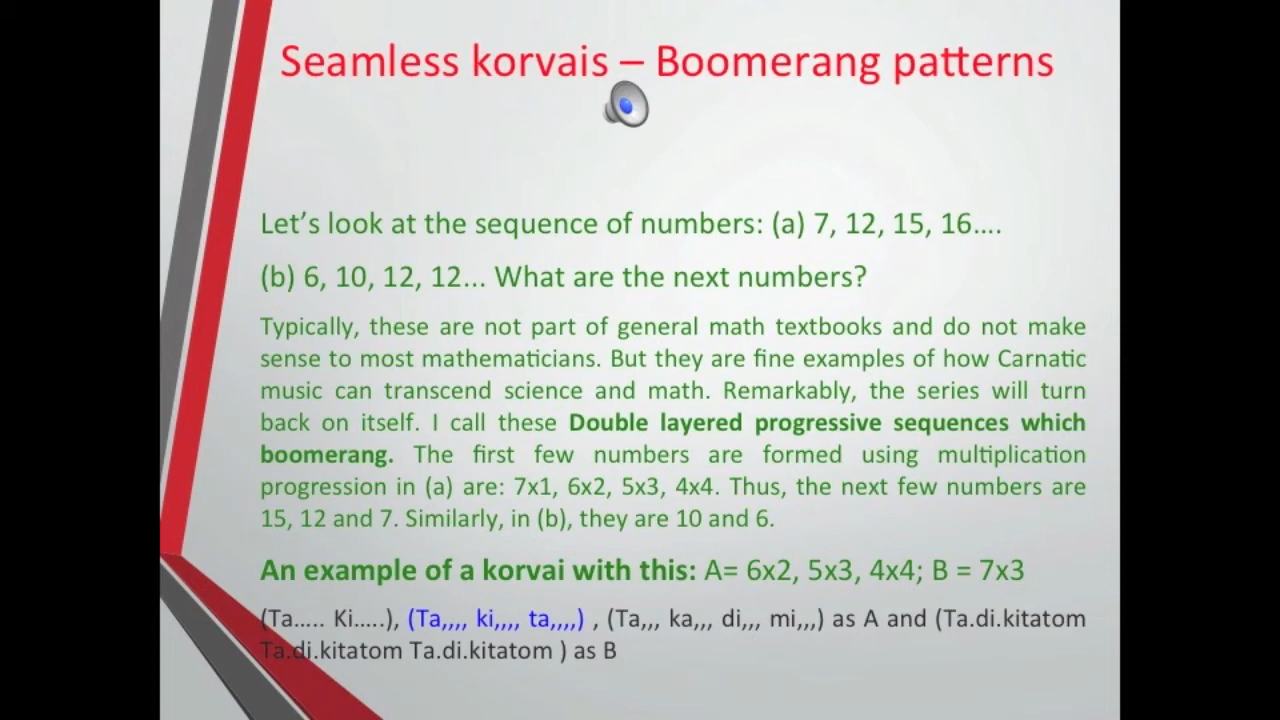 Seamless korvais – Boomerang patterns
Let’s look at the sequence of numbers: (a) 7, 12, 15, 16....
(b) 6, 10, 12, 12... What are the next numbers?
Typically, these are not part of general math textbooks and do not make
sense to most mathematicians. But they are fine examples of how Carnatic
music can transcend science and math. Remarkably, the series will turn
back on itself. I call these Double layered progressive sequences which
boomerang. The first few numbers are formed using multiplication
progression in (a) are: 7x1, 6x2, 5x3, 4x4. Thus, the next few numbers are
15, 12 and 7. Similarly, in (b), they are 10 and 6.
An example of a korvai with this: A= 6x2, 5x3, 4x4; B = 7x3
(Ta..... Ki.....), (Ta,,,, ki,,,, ta,,,,) , (Ta,,, ka,,, di,,, mi,,,) as A and (Ta.di.kitatom
Ta.di.kitatom Ta.di.kitatom ) as B